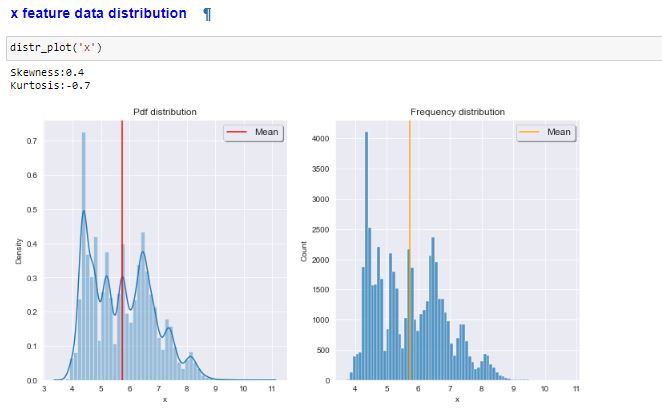 x feature data distribution ¶
distr_plot('x')
Skewness:0.4
Kurtosis:-0.7
Pdf distribution
Mean
Density
0.7
0.6
0.5
0.4
0.3
0.2
0.1
0.0
3 4 5 6 7 8 9 10 11
x
Frequency distribution
Mean
Count
4000
3500
3000
2500
2000
1500
1000
500
0
4 5 6 7 8 9 10 11
x